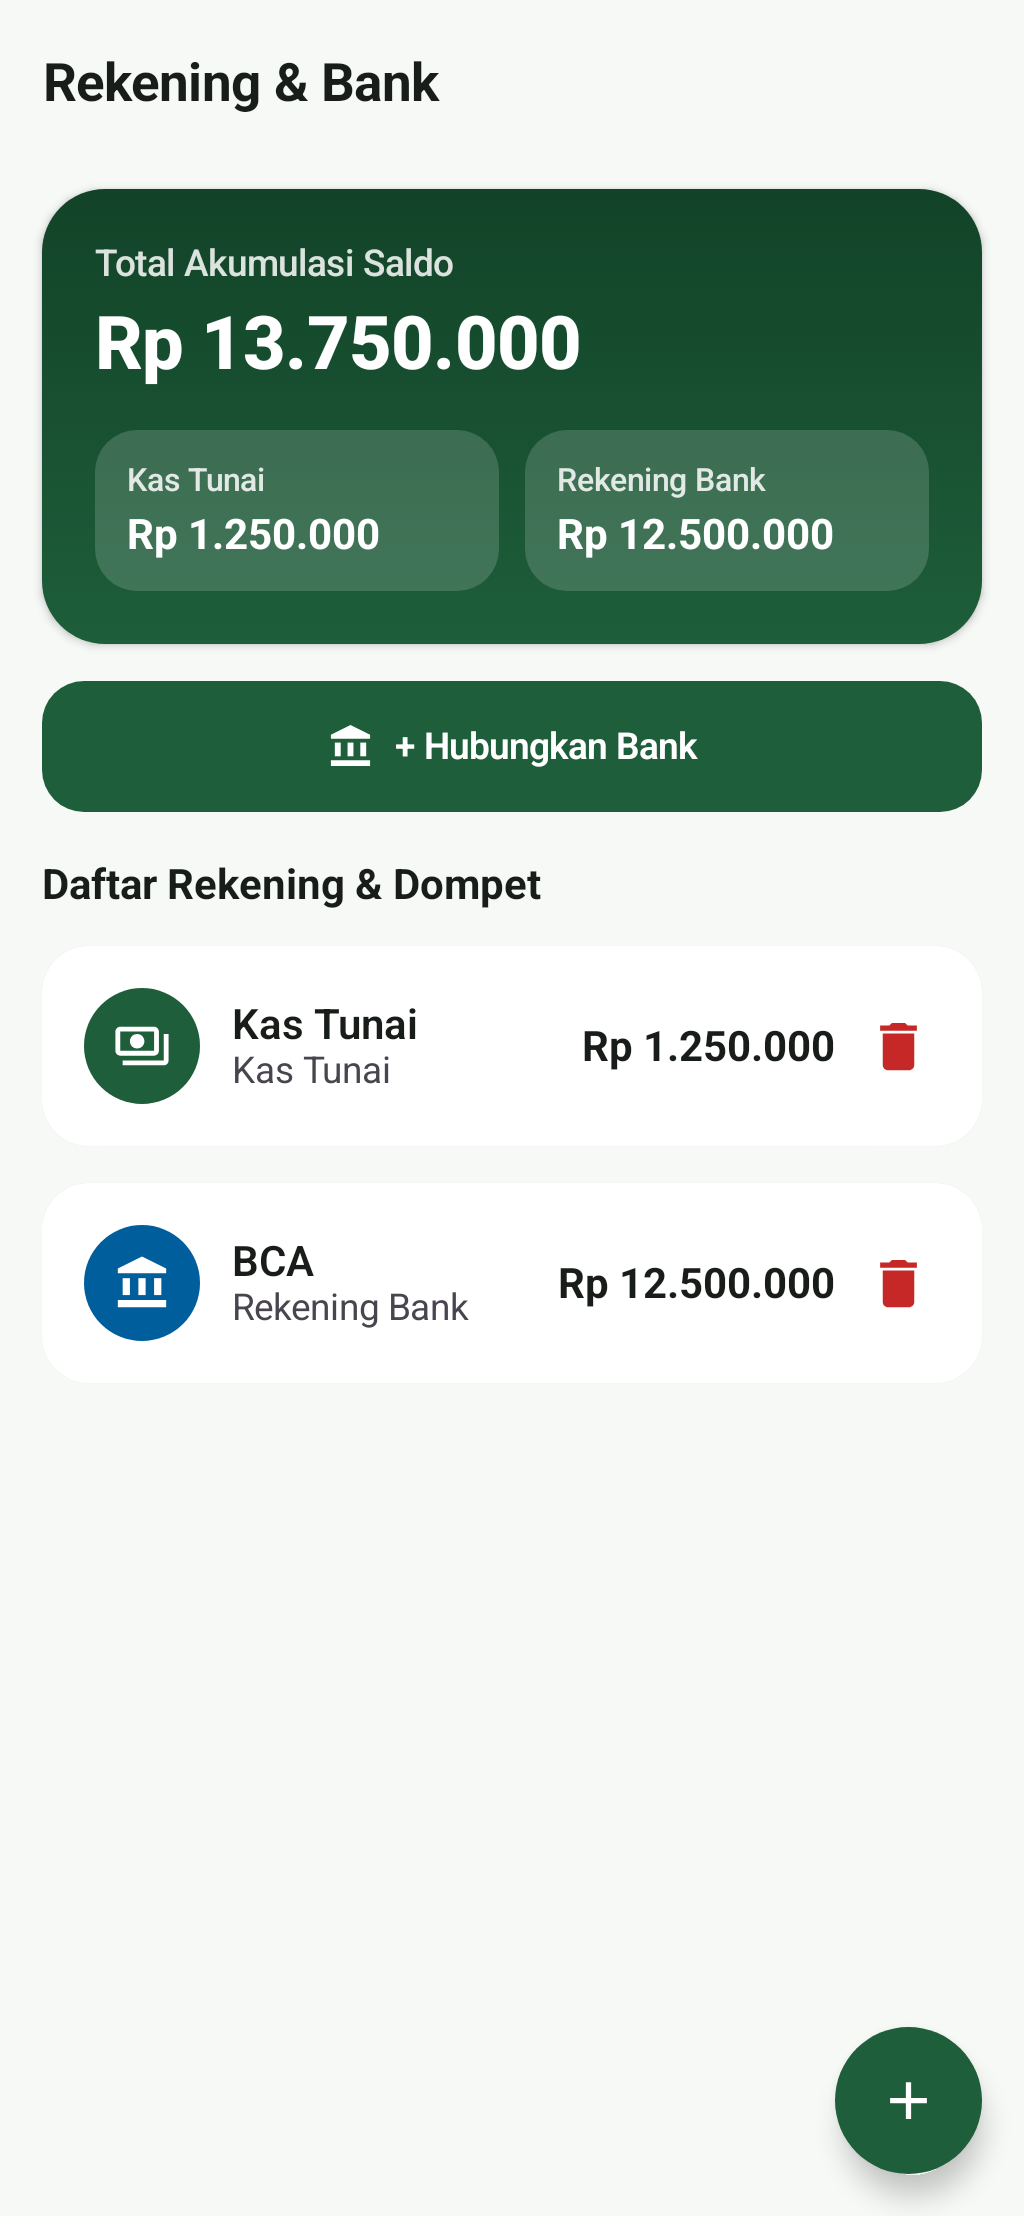 Rekening & Bank
Total Akumulasi Saldo
Rp 13.750.000
Kas Tunai
Rp 1.250.000
Rekening Bank
Rp 12.500.000
+ Hubungkan Bank
Daftar Rekening & Dompet
Kas Tunai
Kas Tunai
Rp 1.250.000
BCA
Rekening Bank
Rp 12.500.000